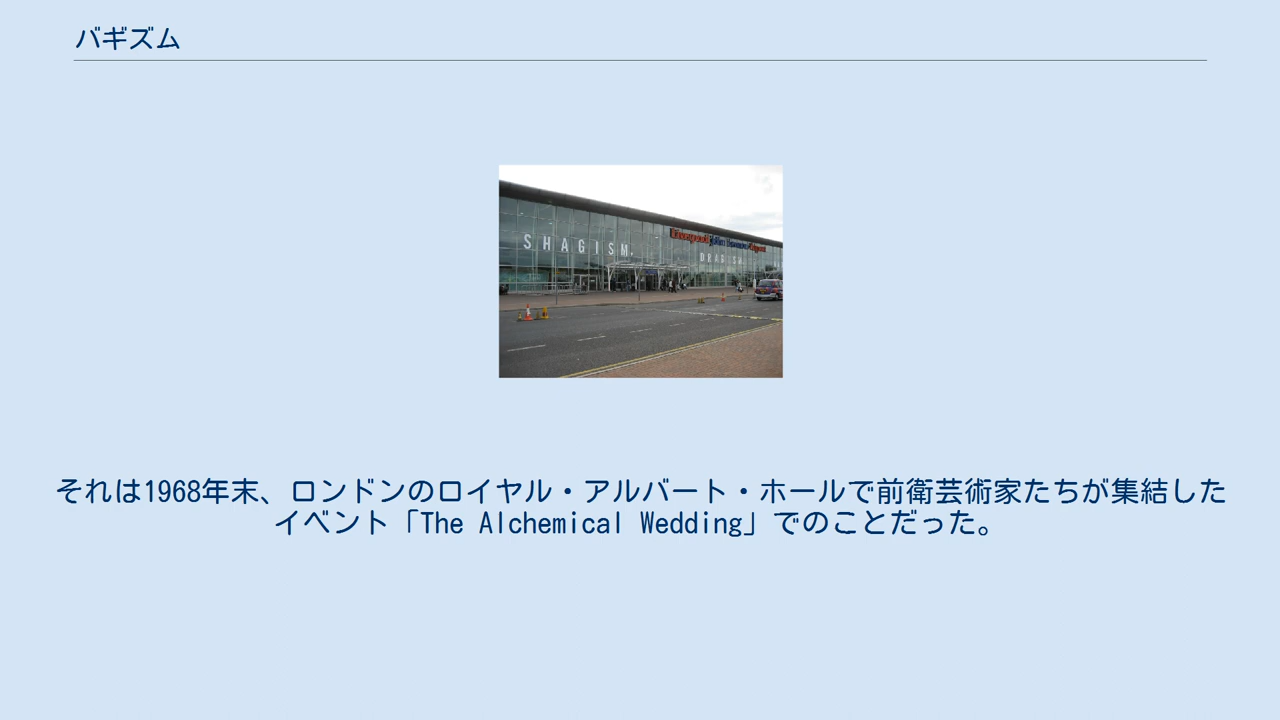 バギズム
SHAGISM,
DRAGISM,
それは1968年末、ロンドンのロイヤル・アルバート・ホールで前衛芸術家たちが集結した
イベント「The Alchemical Wedding」でのことだった。